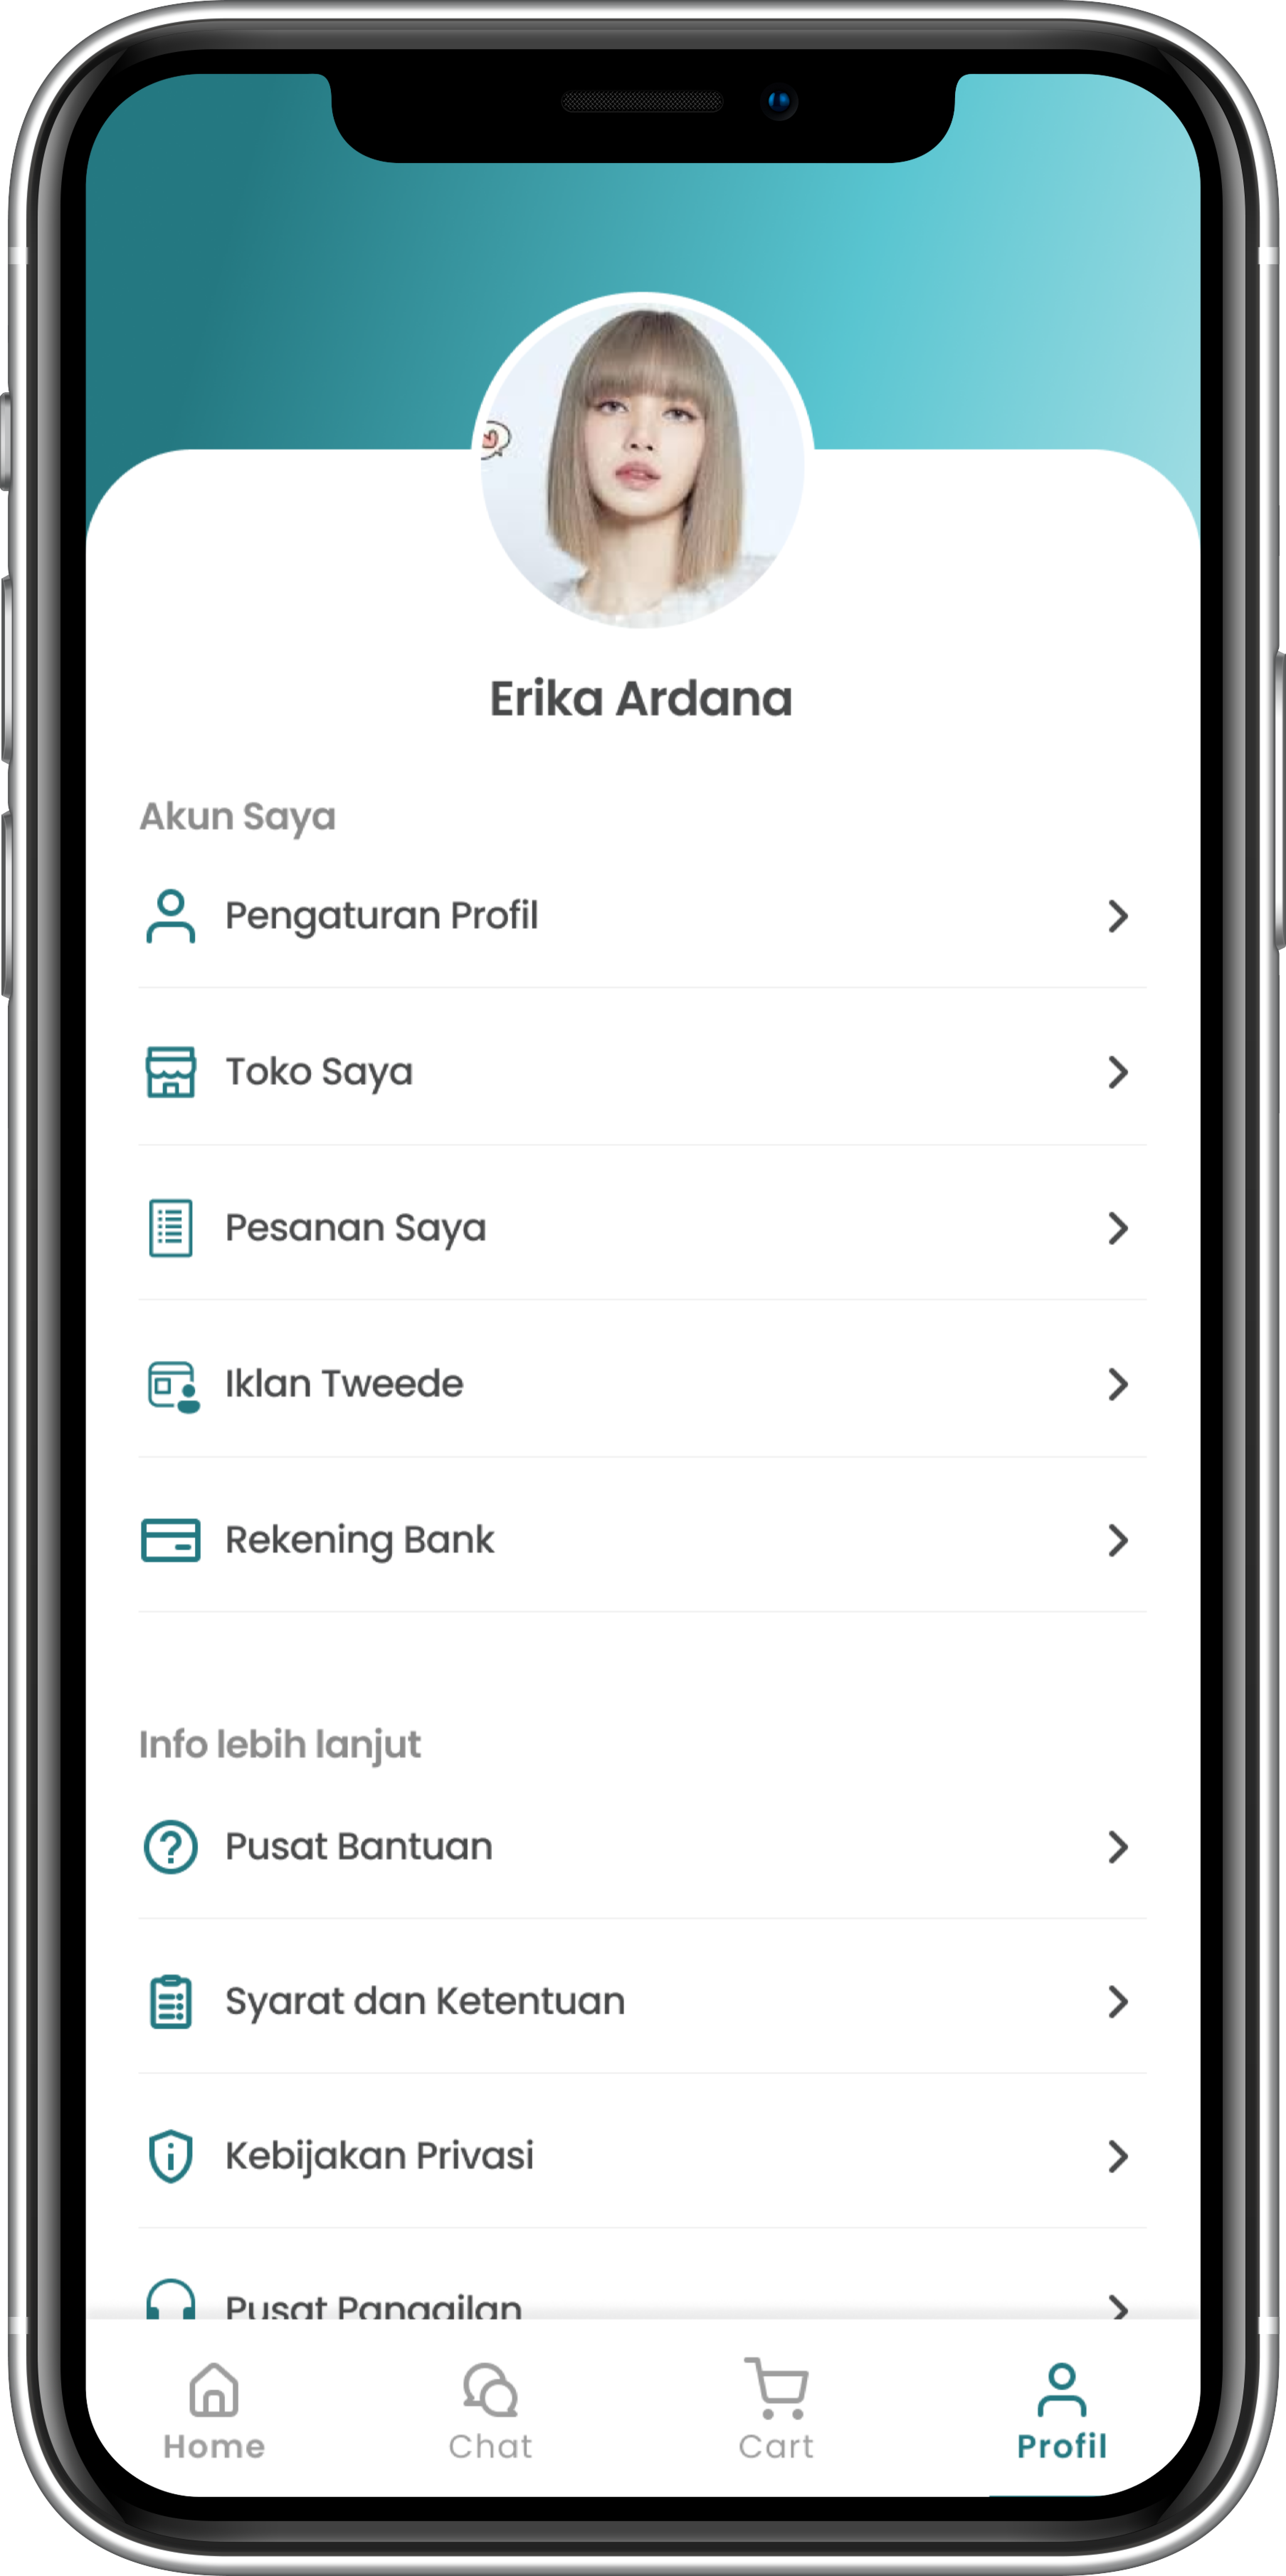 Erika Ardana
Akun Saya
Pengaturan Profil
Toko Saya
Pesanan Saya
Iklan Tweede
Rekening Bank
Info lebih lanjut
Pusat Bantuan
Syarat dan Ketentuan
Kebijakan Privasi
Pusat Panggilan
Home
Chat
Cart
Profil